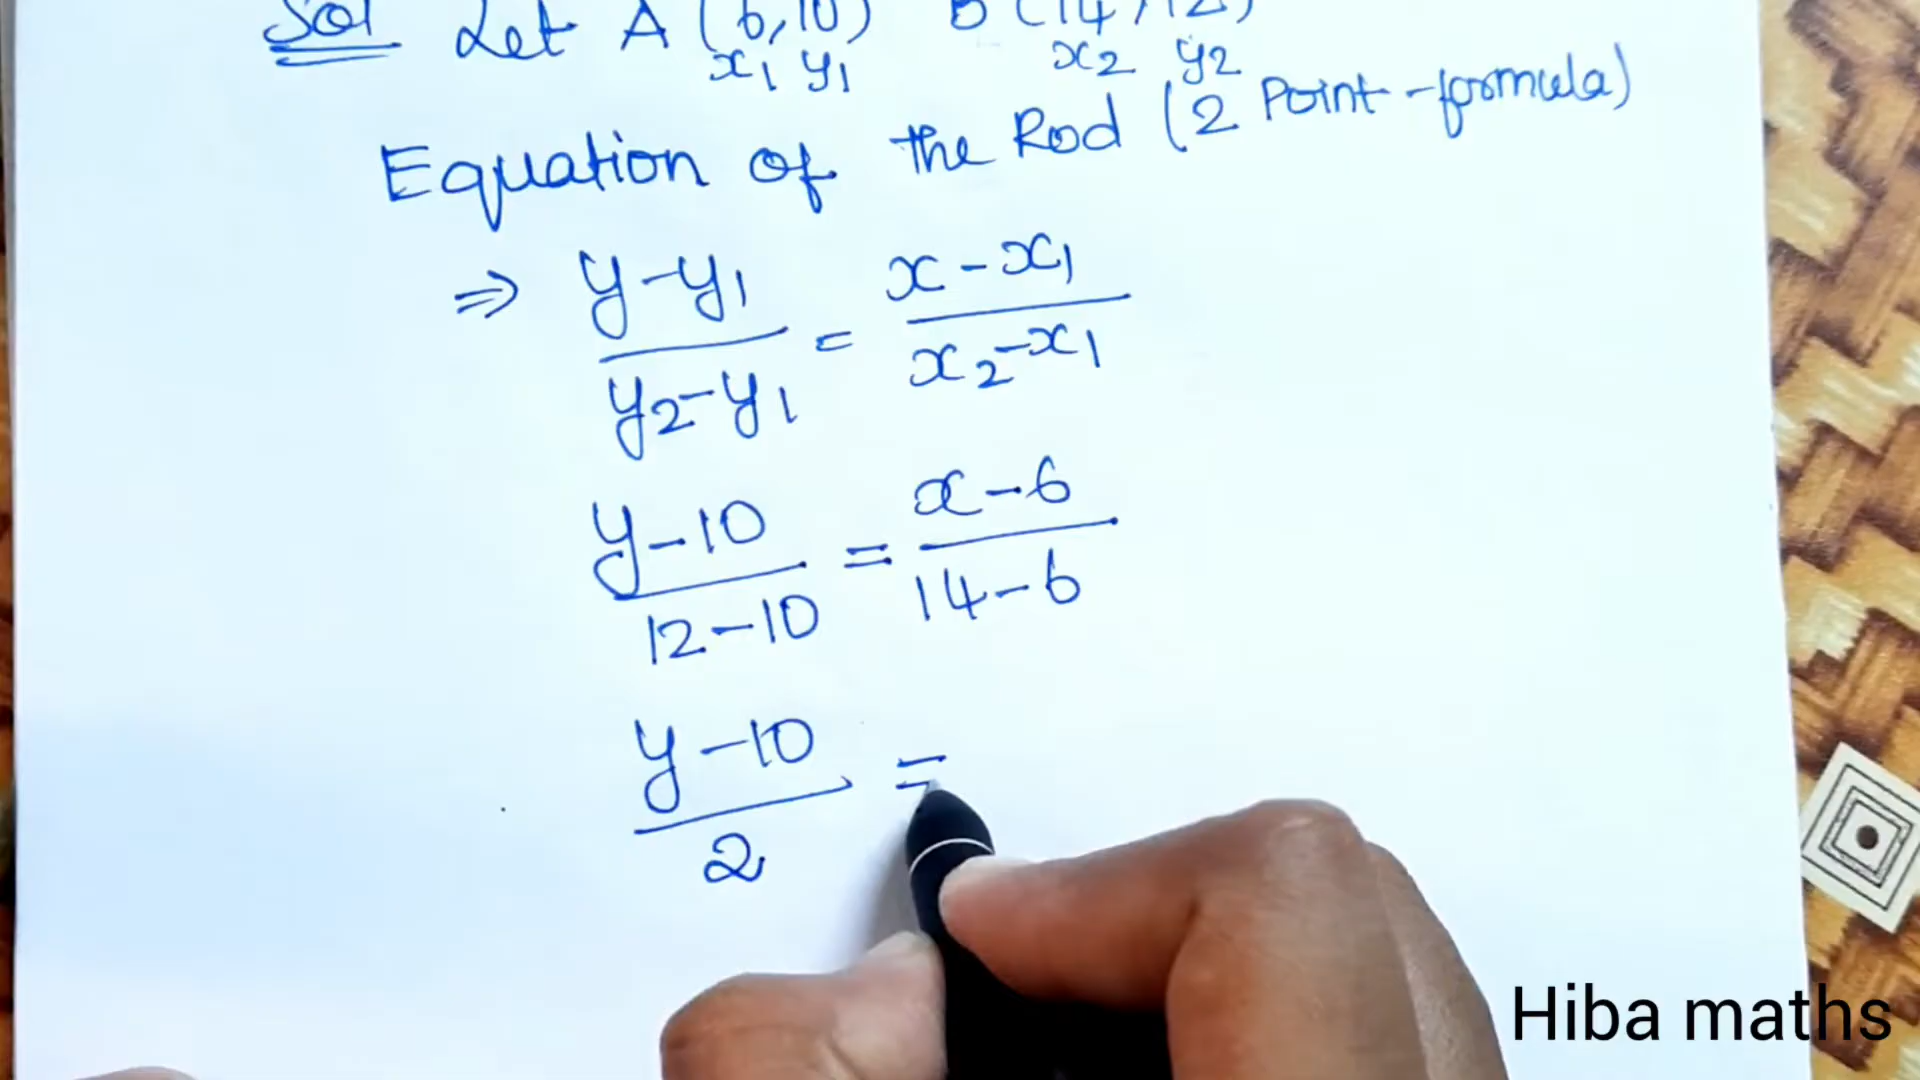 Sol Let A (6,10) B (14,12)
x1 y1 x2 y2
Equation of the Rod (2 Point-formula)
⇒ y-y1 / y2-y1 = x-x1 / x2-x1
y-10 / 12-10 = x-6 / 14-6
y-10 / 2 =
Hiba maths